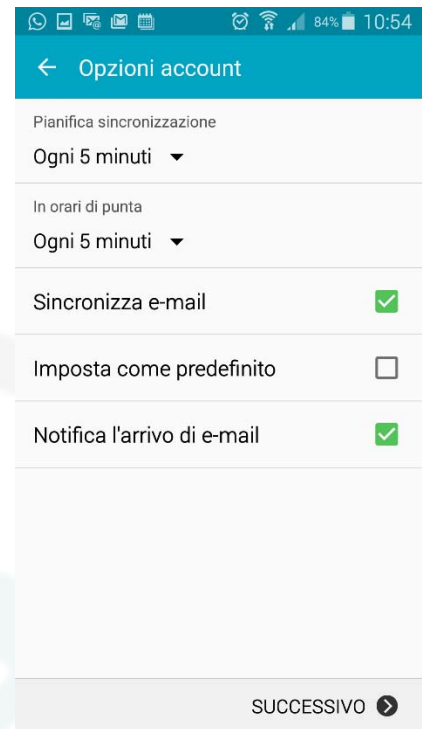 84% 10:54
Opzioni account
Pianifica sincronizzazione
Ogni 5 minuti
In orari di punta
Ogni 5 minuti
Sincronizza e-mail
Imposta come predefinito
Notifica l'arrivo di e-mail
SUCCESSIVO